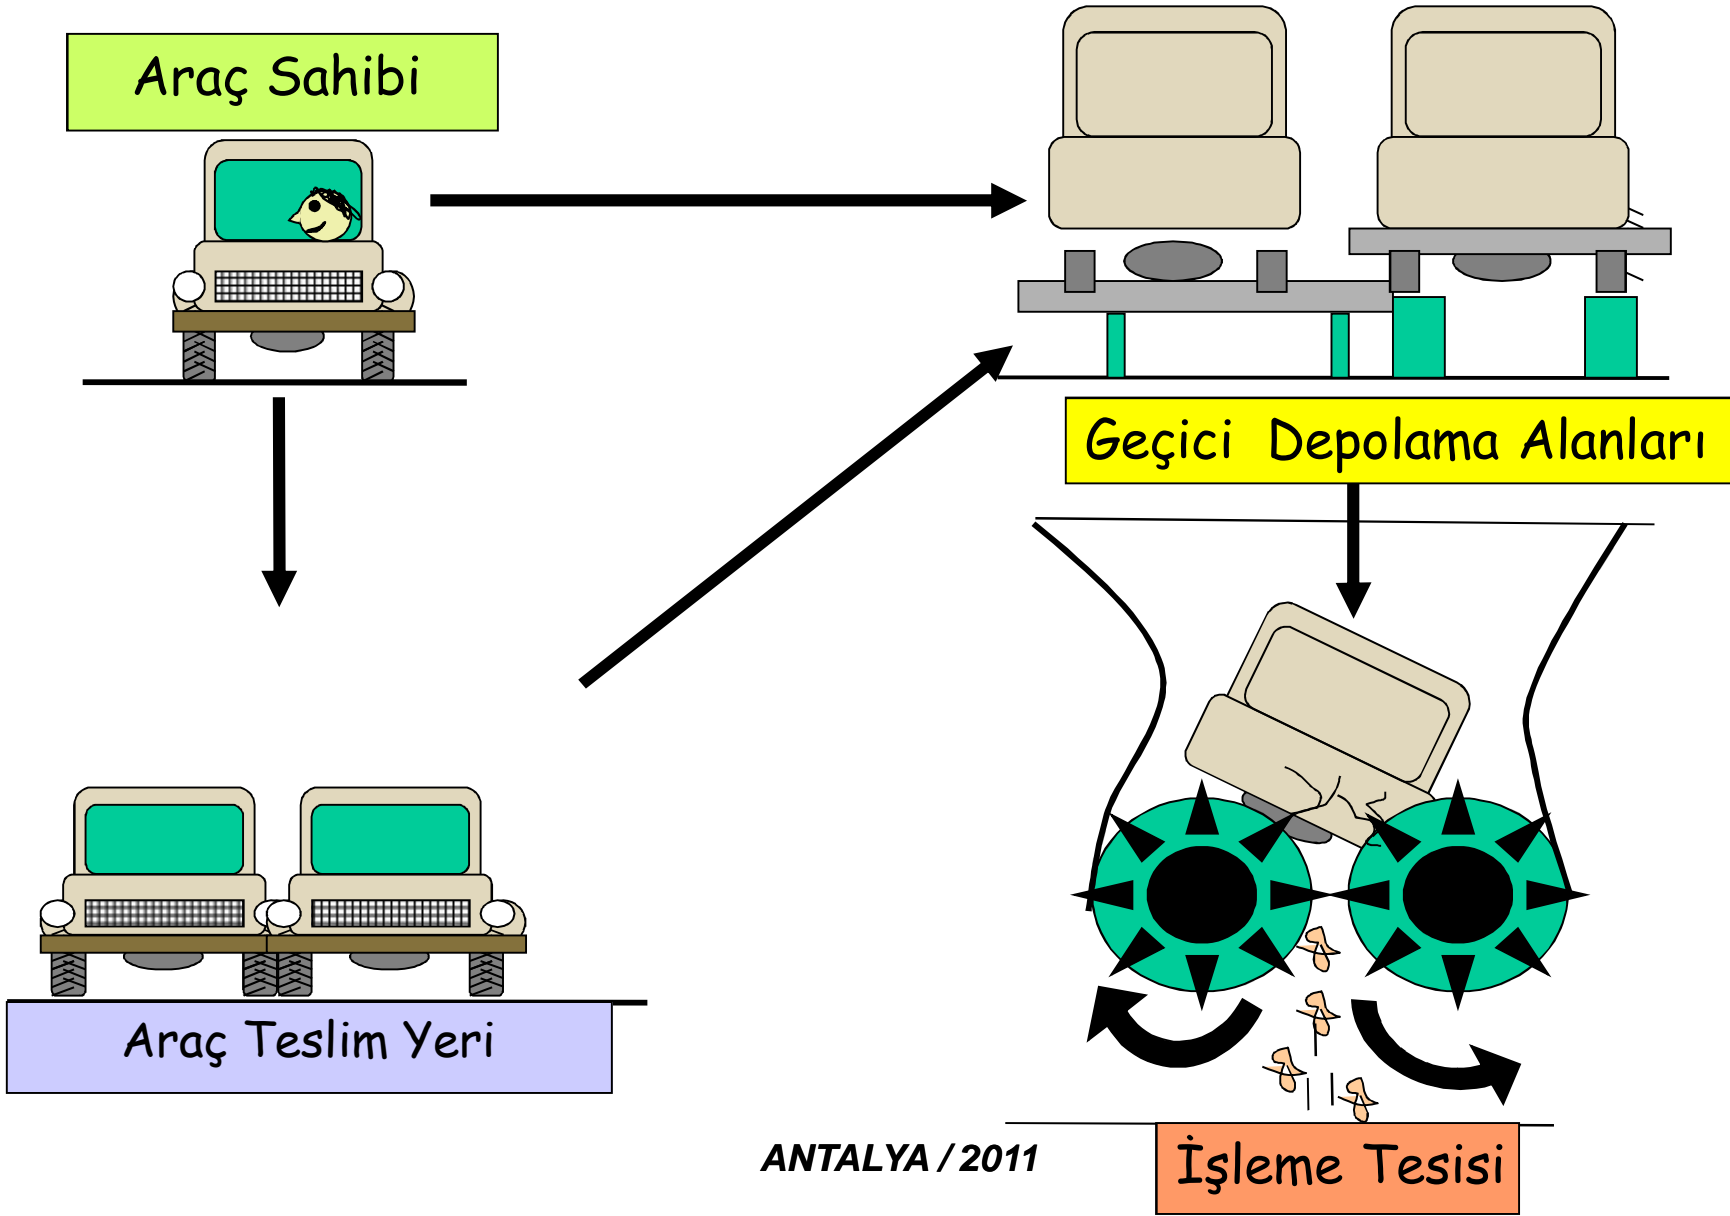 Araç Sahibi
Geçici Depolama Alanları
Araç Teslim Yeri
ANTALYA / 2011
İşleme Tesisi